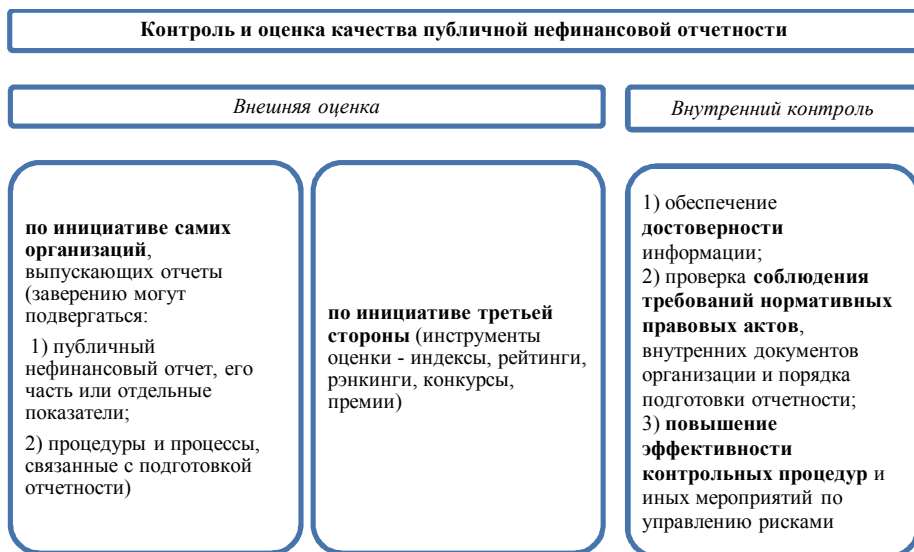 Контроль и оценка качества публичной нефинансовой отчетности
Внешняя оценка
Внутренний контроль
по инициативе самих
организаций,
выпускающих отчеты
(заверению могут
подвергаться:
1) публичный
нефинансовый отчет, его
часть или отдельные
показатели;
2) процедуры и процессы,
связанные с подготовкой
отчетности)
по инициативе третьей
стороны (инструменты
оценки - индексы, рейтинги,
рэнкинги, конкурсы,
премии)
1) обеспечение
достоверности
информации;
2) проверка соблюдения
требований нормативных
правовых актов,
внутренних документов
организации и порядка
подготовки отчетности;
3) повышение
эффективности
контрольных процедур и
иных мероприятий по
управлению рисками